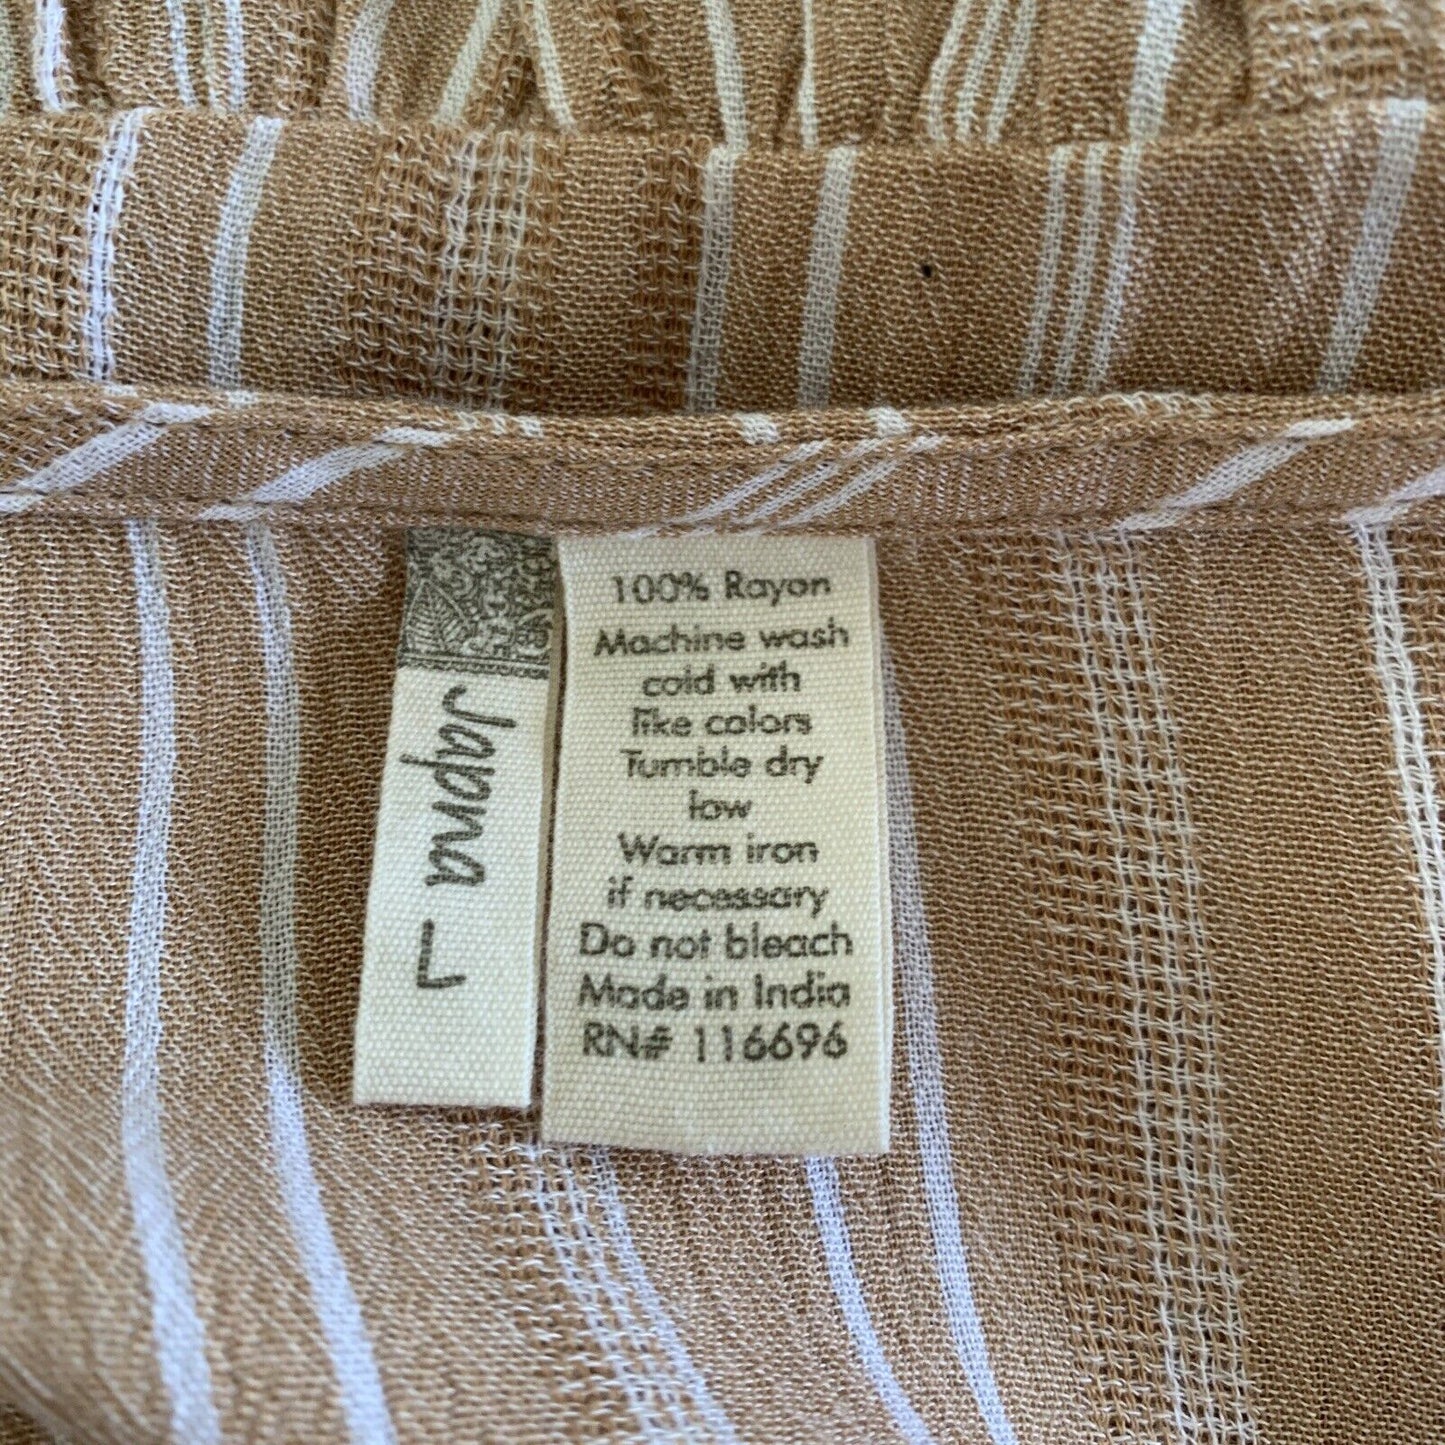 Japna
L
100% Rayon
Machine wash
cold with
like colors
Tumble dry
low
Warm iron
if necessary
Do not bleach
Made in India
RN# 116696